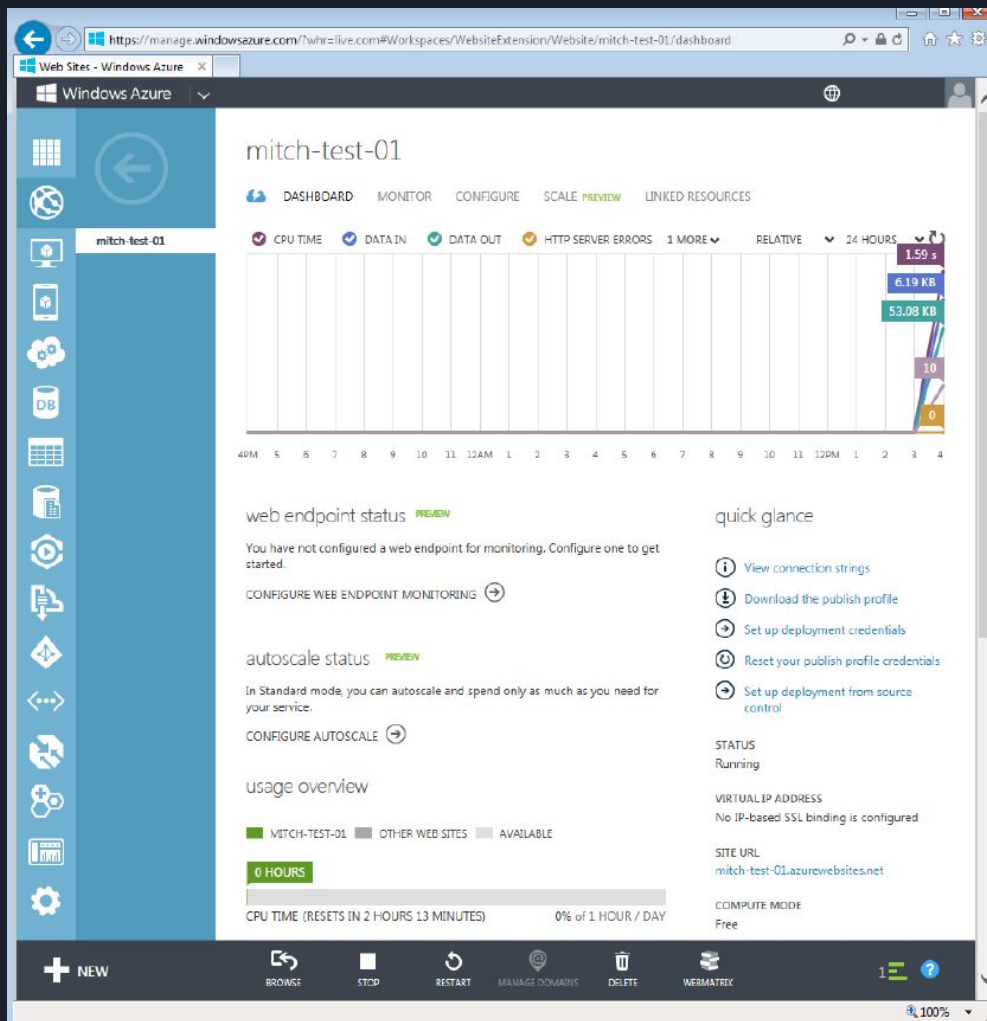 https://manage.windowsazure.com/?whr=live.com#Workspaces/WebsiteExtension/Website/mitch-test-01/dashboard
Web Sites - Windows Azure
Windows Azure
mitch-test-01
DASHBOARD MONITOR CONFIGURE SCALE PREVIEW LINKED RESOURCES
mitch-test-01
CPU TIME DATA IN DATA OUT HTTP SERVER ERRORS 1 MORE RELATIVE 24 HOURS
1.59 s
6.19 KB
53.08 KB
10
0
4PM 5 6 7 8 9 10 11 12AM 1 2 3 4 5 6 7 8 9 10 11 12PM 1 2 3 4
DB
web endpoint status PREVIEW
You have not configured a web endpoint for monitoring. Configure one to get
started.
CONFIGURE WEB ENDPOINT MONITORING
autoscale status PREVIEW
In Standard mode, you can autoscale and spend only as much as you need for
your service.
CONFIGURE AUTOSCALE
usage overview
MITCH-TEST-01 OTHER WEB SITES AVAILABLE
0 HOURS
CPU TIME (RESETS IN 2 HOURS 13 MINUTES) 0% of 1 HOUR / DAY
quick glance
View connection strings
Download the publish profile
Set up deployment credentials
Reset your publish profile credentials
Set up deployment from source
control
STATUS
Running
VIRTUAL IP ADDRESS
No IP-based SSL binding is configured
SITE URL
mitch-test-01.azurewebsites.net
COMPUTE MODE
Free
NEW
BROWSE STOP RESTART MANAGE DOMAINS DELETE WEBMATRIX
1 ?
100%